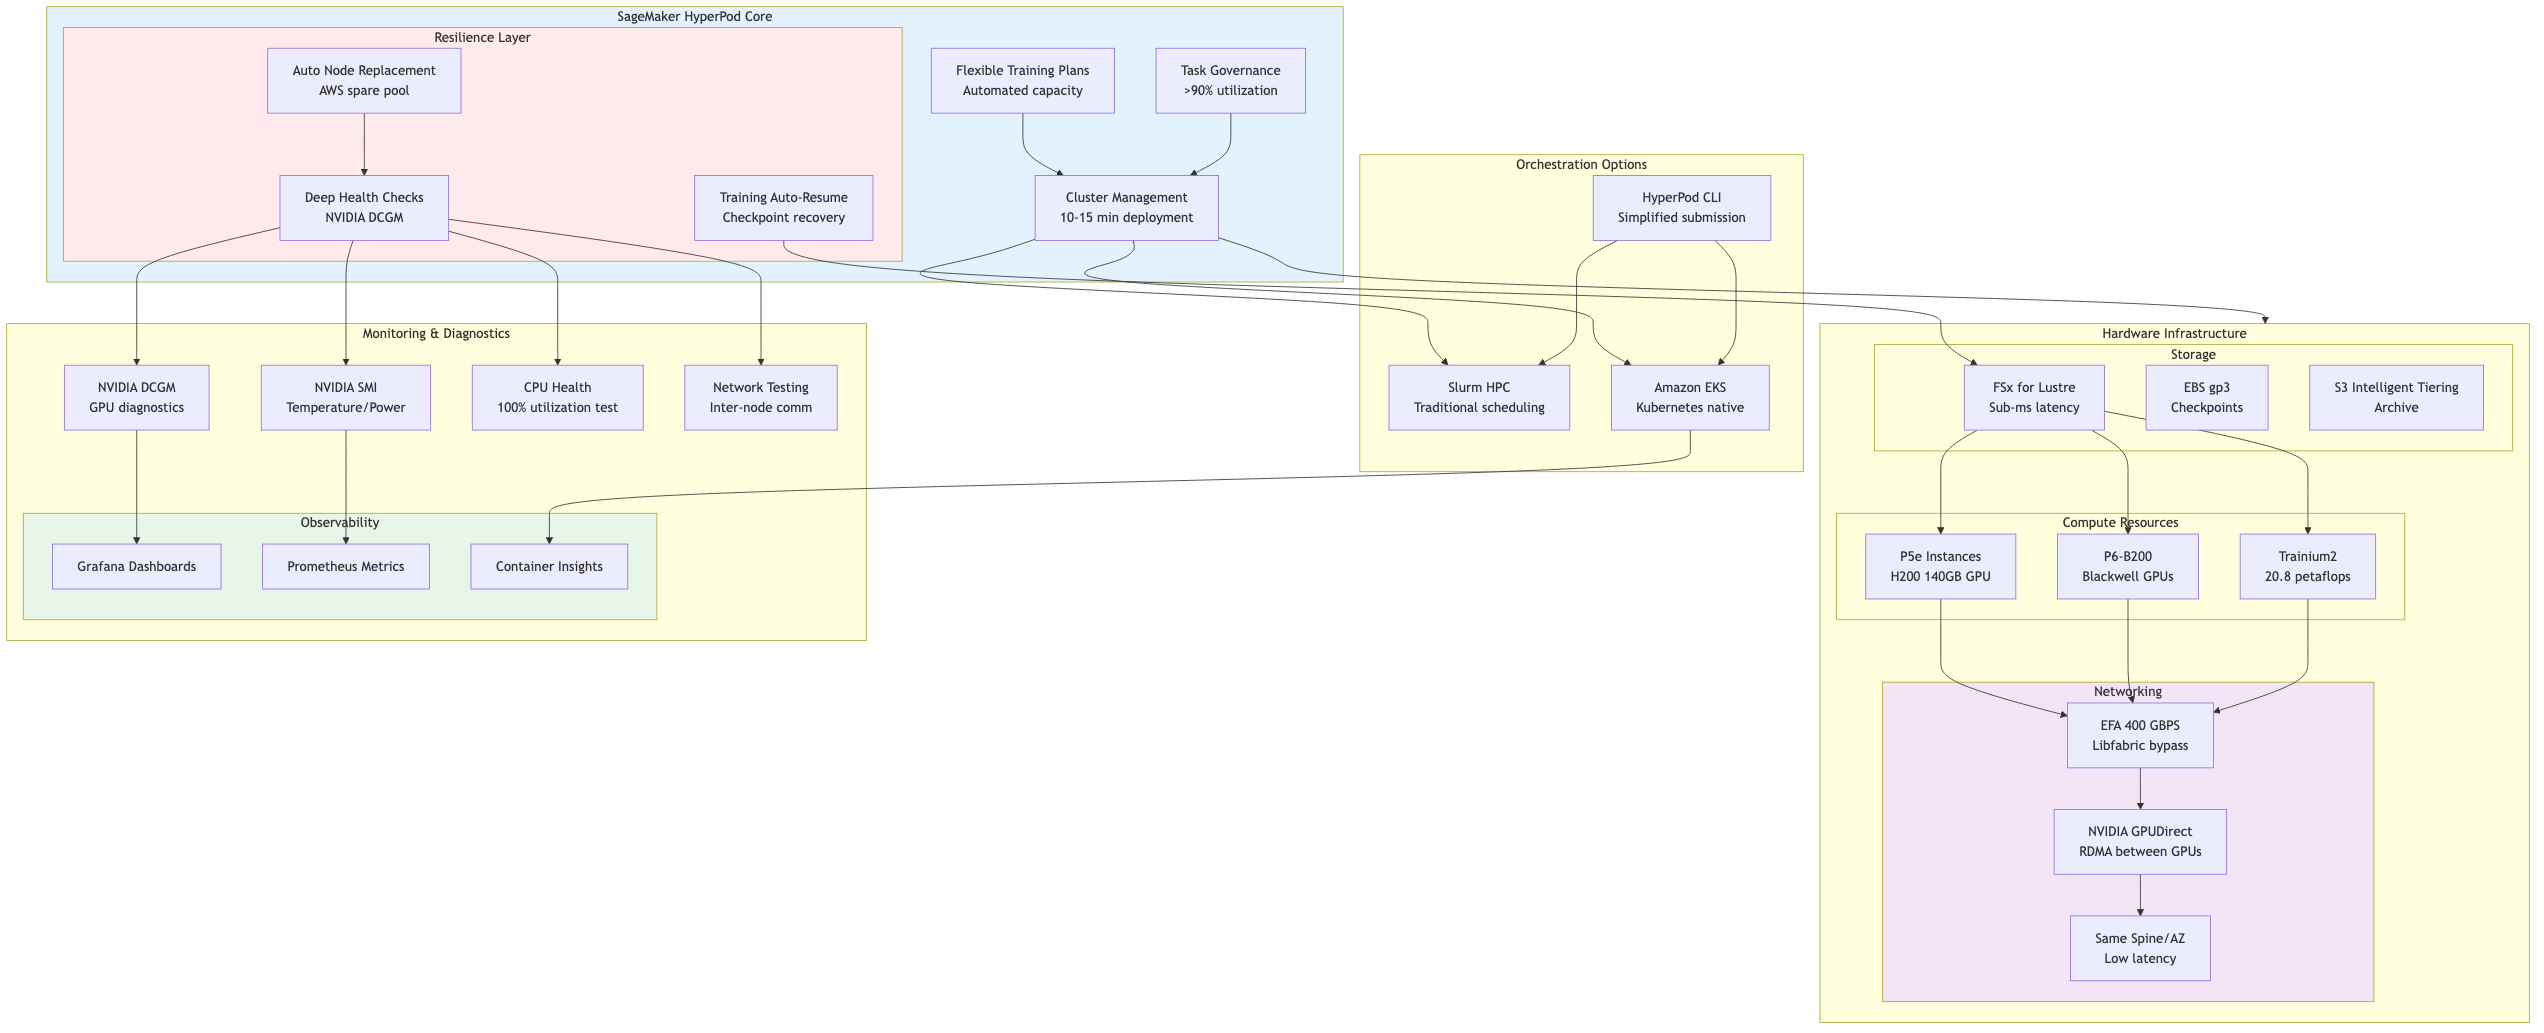 SageMaker HyperPod Core
Resilience Layer
Auto Node Replacement
AWS spare pool
Flexible Training Plans
Automated capacity
Task Governance
>90% utilization
Deep Health Checks
NVIDIA DCGM
Training Auto-Resume
Checkpoint recovery
Cluster Management
10-15 min deployment
Orchestration Options
HyperPod CLI
Simplified submission
Slurm HPC
Traditional scheduling
Amazon EKS
Kubernetes native
Monitoring & Diagnostics
NVIDIA DCGM
GPU diagnostics
NVIDIA SMI
Temperature/Power
CPU Health
100% utilization test
Network Testing
Inter-node comm
Observability
Grafana Dashboards
Prometheus Metrics
Container Insights
Hardware Infrastructure
Storage
FSx for Lustre
Sub-ms latency
EBS gp3
Checkpoints
S3 Intelligent Tiering
Archive
Compute Resources
P5e Instances
H200 140GB GPU
P6-B200
Blackwell GPUs
Trainium2
20.8 petaflops
Networking
EFA 400 GBPS
Libfabric bypass
NVIDIA GPUDirect
RDMA between GPUs
Same Spine/AZ
Low latency